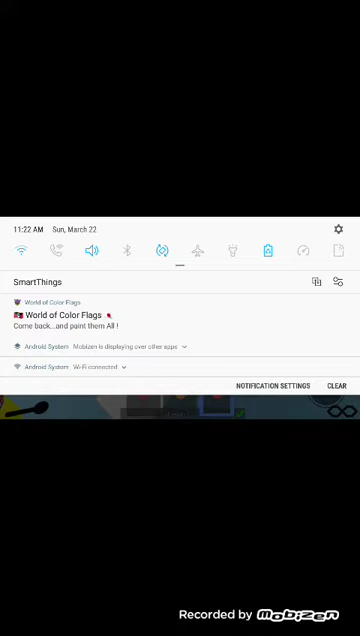 11:22 AM Sun, March 22
SmartThings
World of Color Flags
World of Color Flags
Come back...and paint them All !
Android System Mobizen is displaying over other apps
Android System Wi-Fi connected
NOTIFICATION SETTINGS CLEAR
Recorded by Mobizen